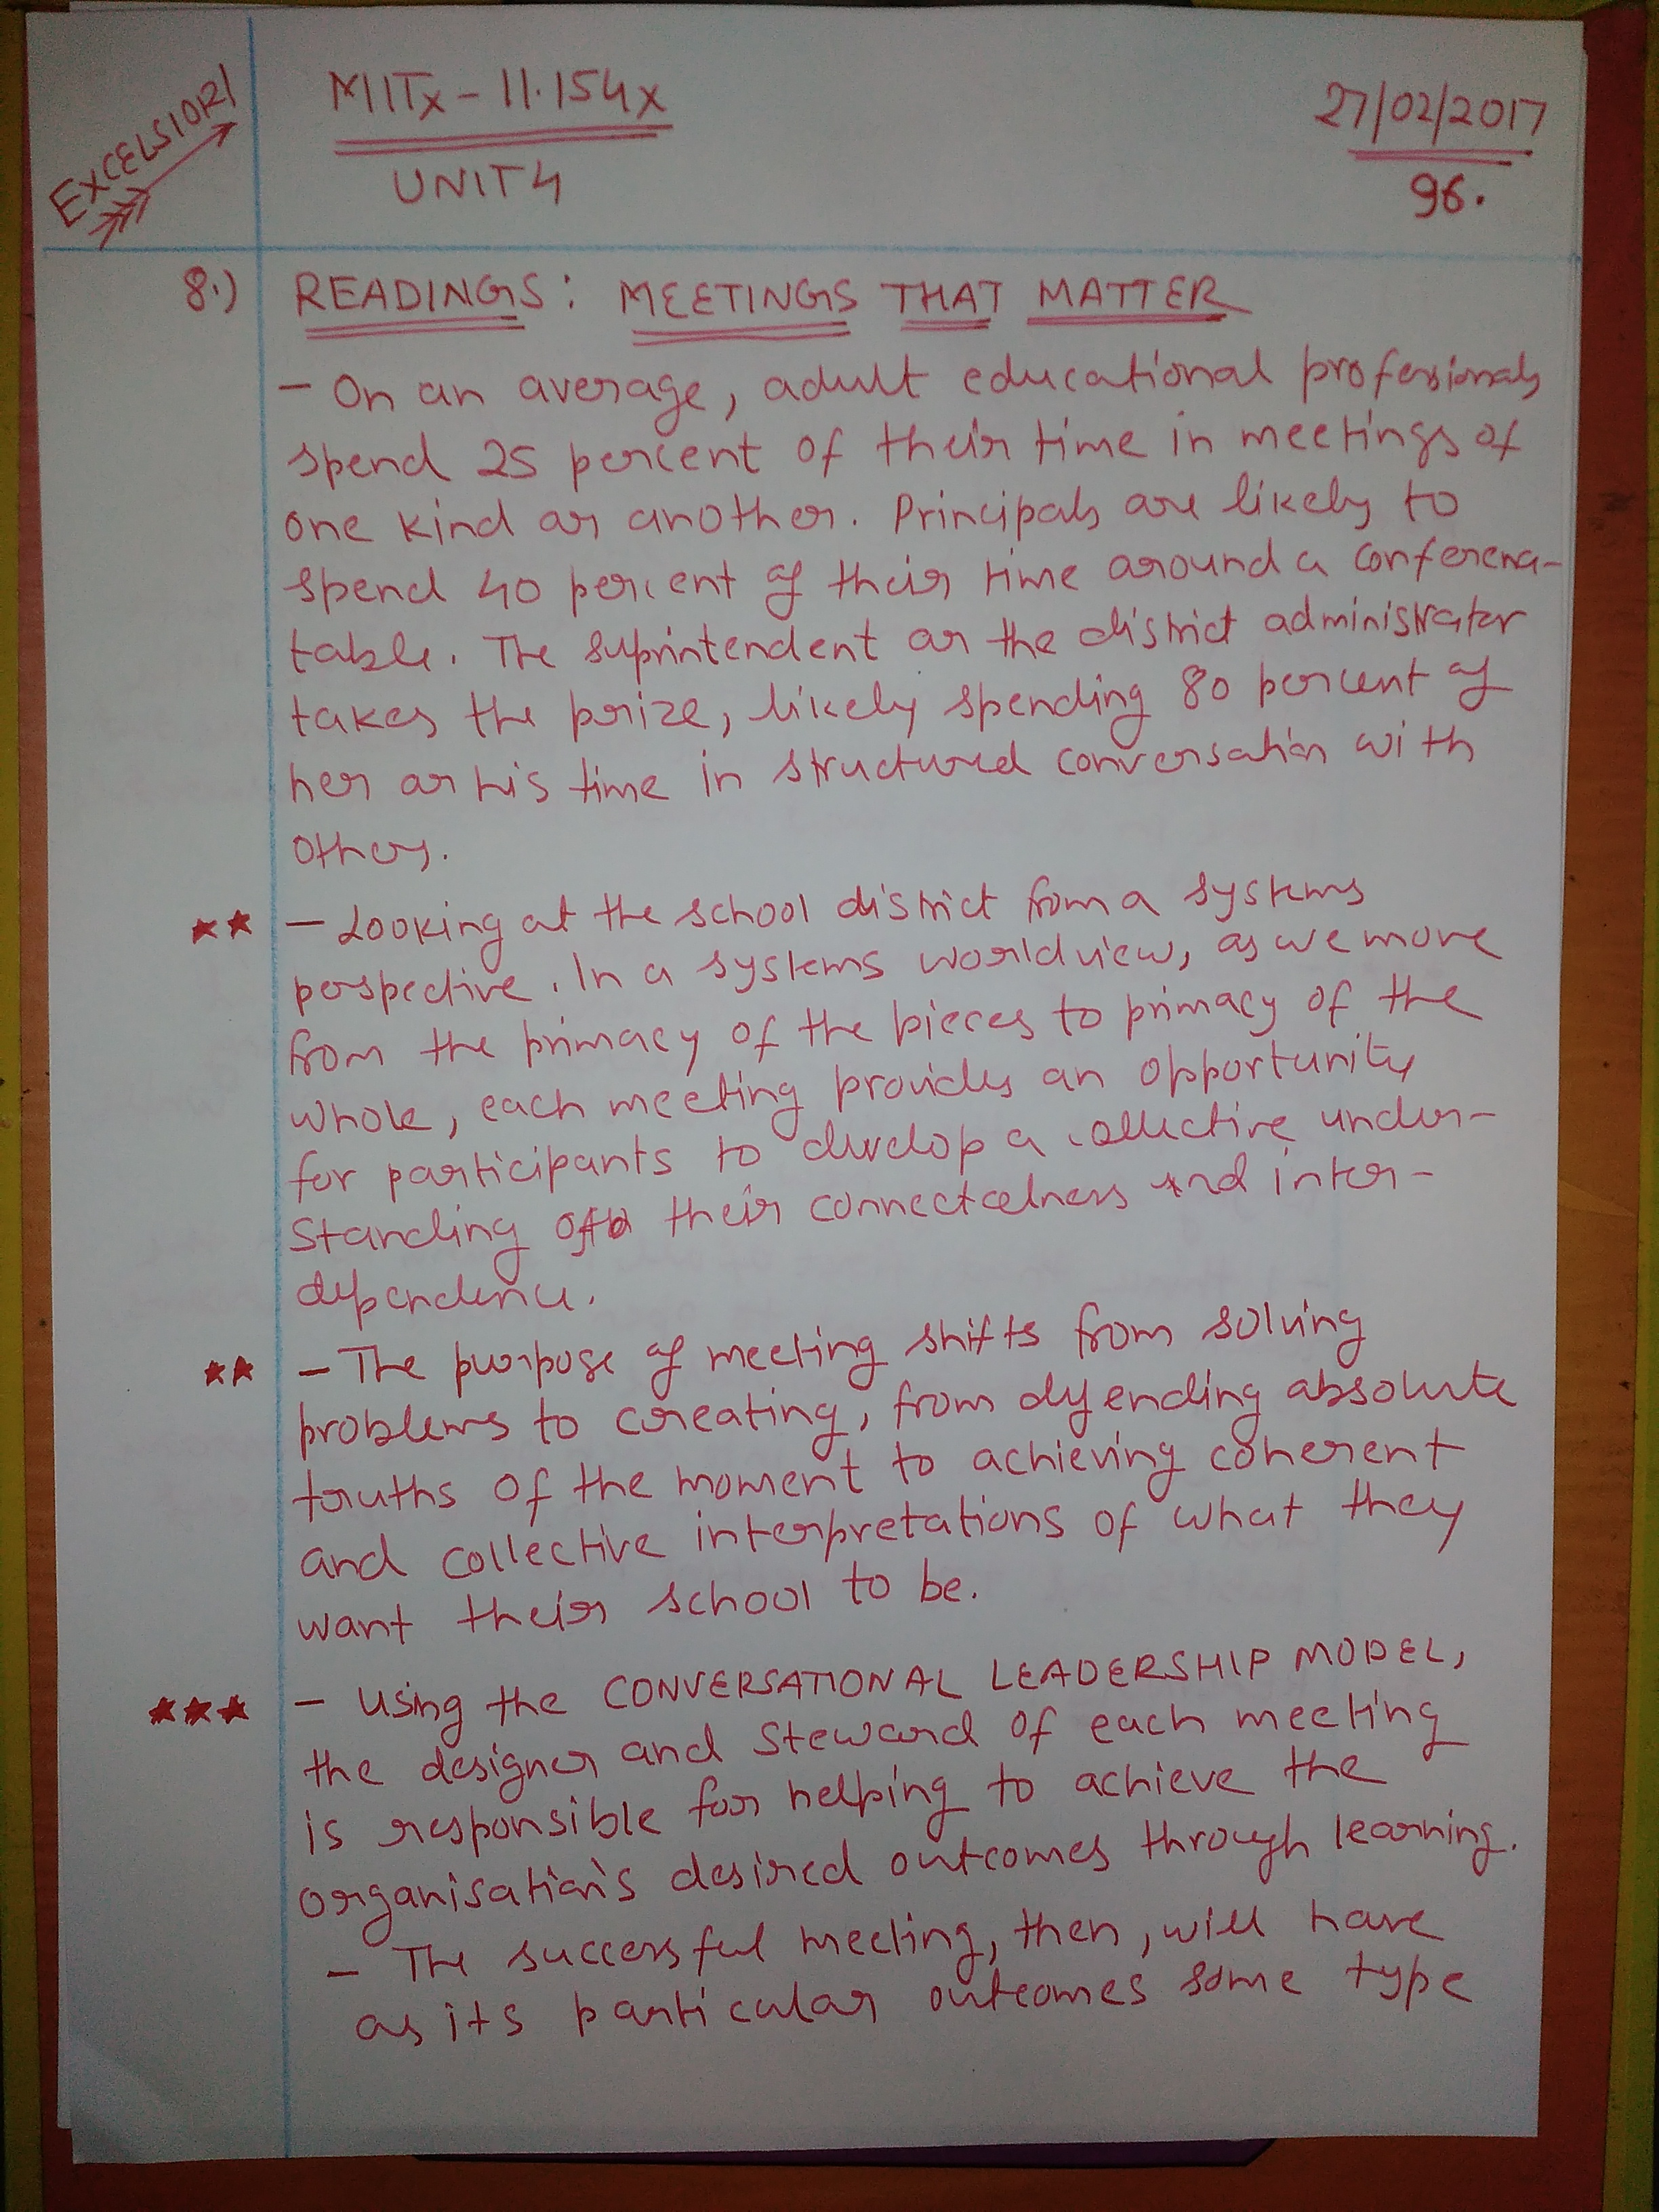 EXCELSIOR!
MITx - 11.154x
UNIT 4
27/02/2017
96.
8.) READINGS: MEETINGS THAT MATTER
- On an average, adult educational professionals
spend 25 percent of their time in meetings of
one kind or another. Principals are likely to
spend 40 percent of their time around a conference-
table. The suprintendent or the district administrator
takes the prize, likely spending 80 percent of
her or his time in structured conversation with
others.
** - Looking at the school district from a systems
perspective. In a systems worldview, as we move
from the primacy of the pieces to primacy of the
whole, each meeting provides an opportunity
for participants to develop a collective under-
standing of their connectedness and inter-
dependence.
** - The purpose of meeting shifts from solving
problems to creating, from defending absolute
truths of the moment to achieving coherent
and collective interpretations of what they
want their school to be.
*** - Using the CONVERSATIONAL LEADERSHIP MODEL,
the designer and steward of each meeting
is responsible for helping to achieve the
organisation's desired outcomes through learning.
- The successful meeting, then, will have
as its particular outcomes some type